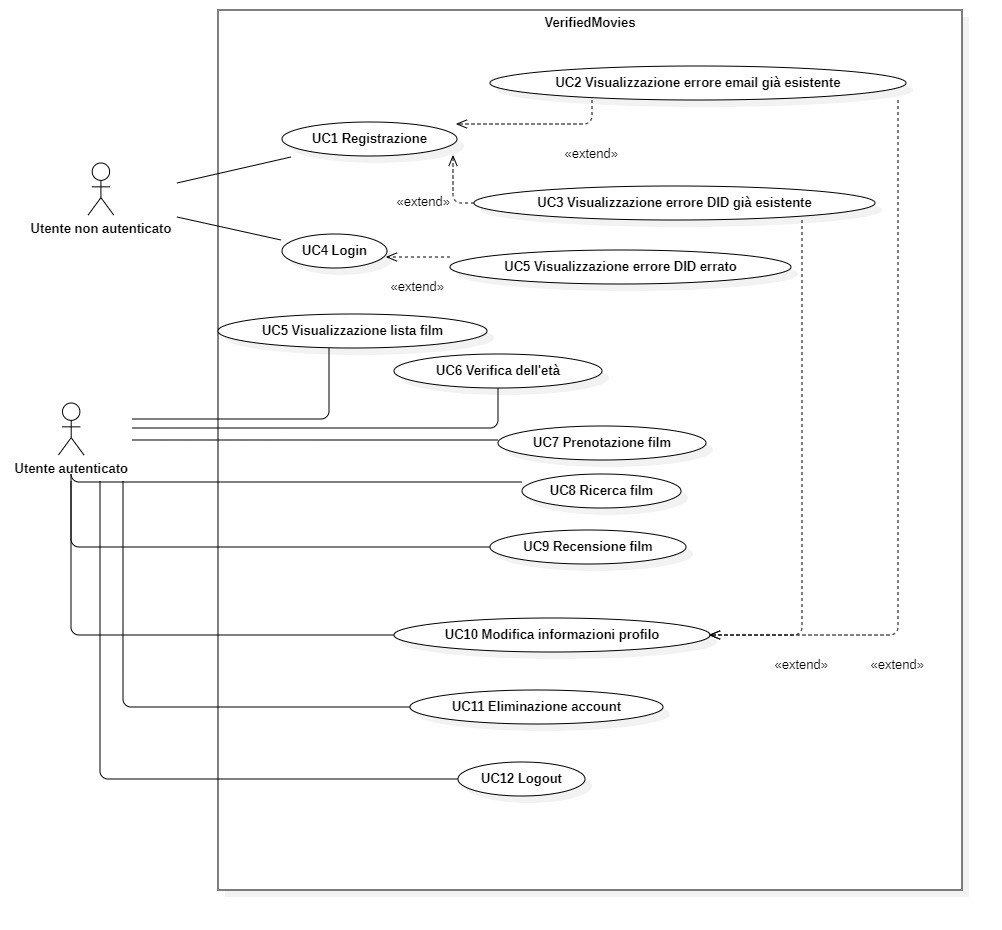 VerifiedMovies
UC2 Visualizzazione errore email già esistente
UC1 Registrazione
«extend»
Utente non autenticato
«extend»
UC3 Visualizzazione errore DID già esistente
UC4 Login
UC5 Visualizzazione errore DID errato
«extend»
UC5 Visualizzazione lista film
UC6 Verifica dell'età
UC7 Prenotazione film
Utente autenticato
UC8 Ricerca film
UC9 Recensione film
UC10 Modifica informazioni profilo
«extend»
«extend»
UC11 Eliminazione account
UC12 Logout